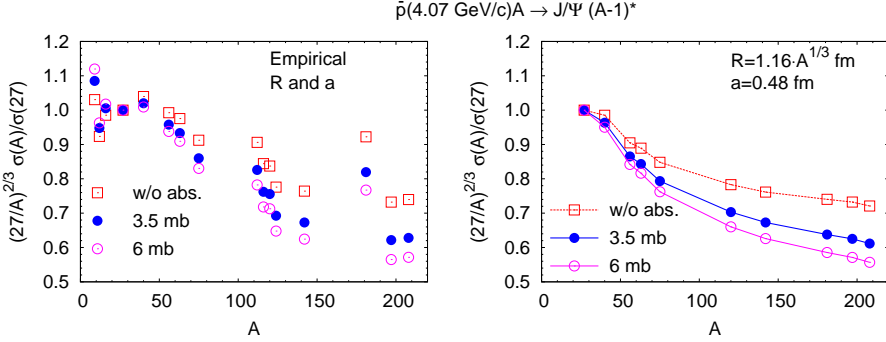 p̄(4.07 GeV/c)A → J/Ψ (A-1)*
(27/A)^{2/3} σ(A)/σ(27)
1.2
1.1
1.0
0.9
0.8
0.7
0.6
0.5
Empirical
R and a
w/o abs.
3.5 mb
6 mb
0 50 100 150 200
A
(27/A)^{2/3} σ(A)/σ(27)
1.2
1.1
1.0
0.9
0.8
0.7
0.6
0.5
R=1.16·A^{1/3} fm
a=0.48 fm
w/o abs.
3.5 mb
6 mb
0 50 100 150 200
A